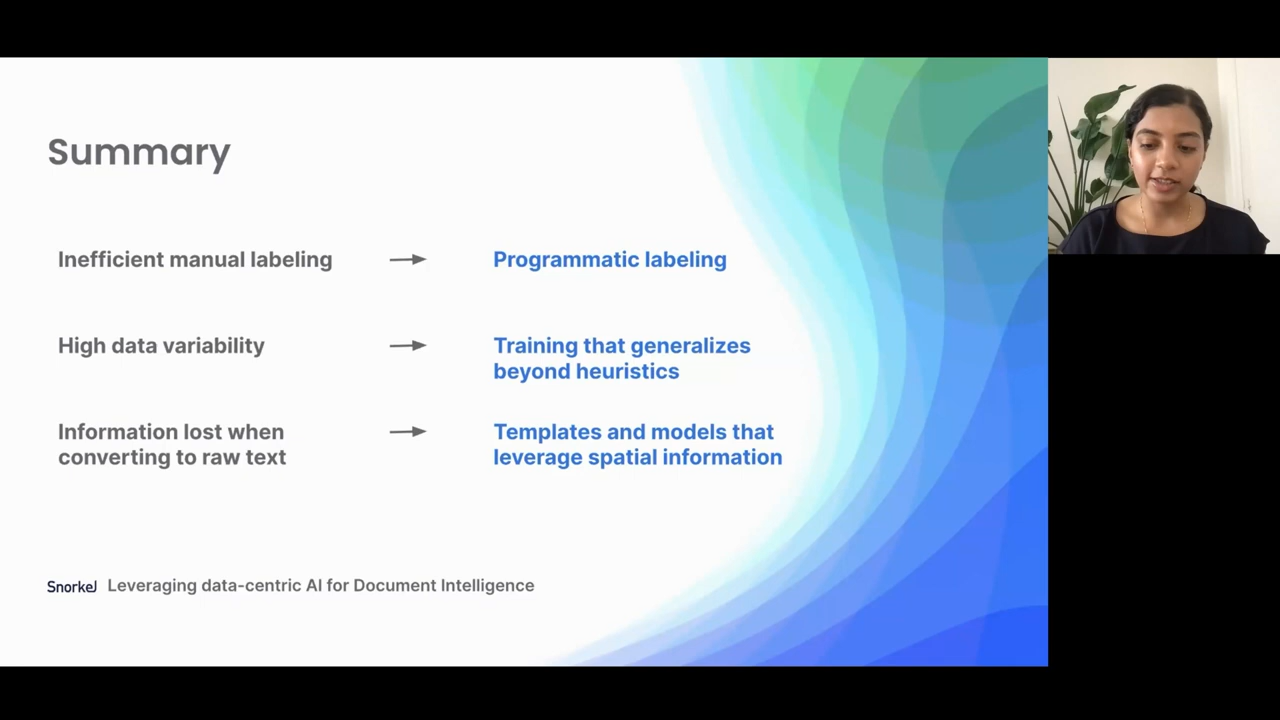 Summary
Inefficient manual labeling
Programmatic labeling
High data variability
Training that generalizes
beyond heuristics
Information lost when
converting to raw text
Templates and models that
leverage spatial information
Snorkel Leveraging data-centric AI for Document Intelligence